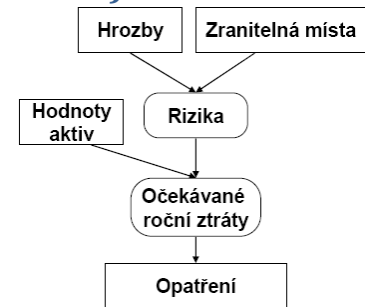 Hrozby
Zranitelná místa
Hodnoty
aktiv
Rizika
Očekávané
roční ztráty
Opatření